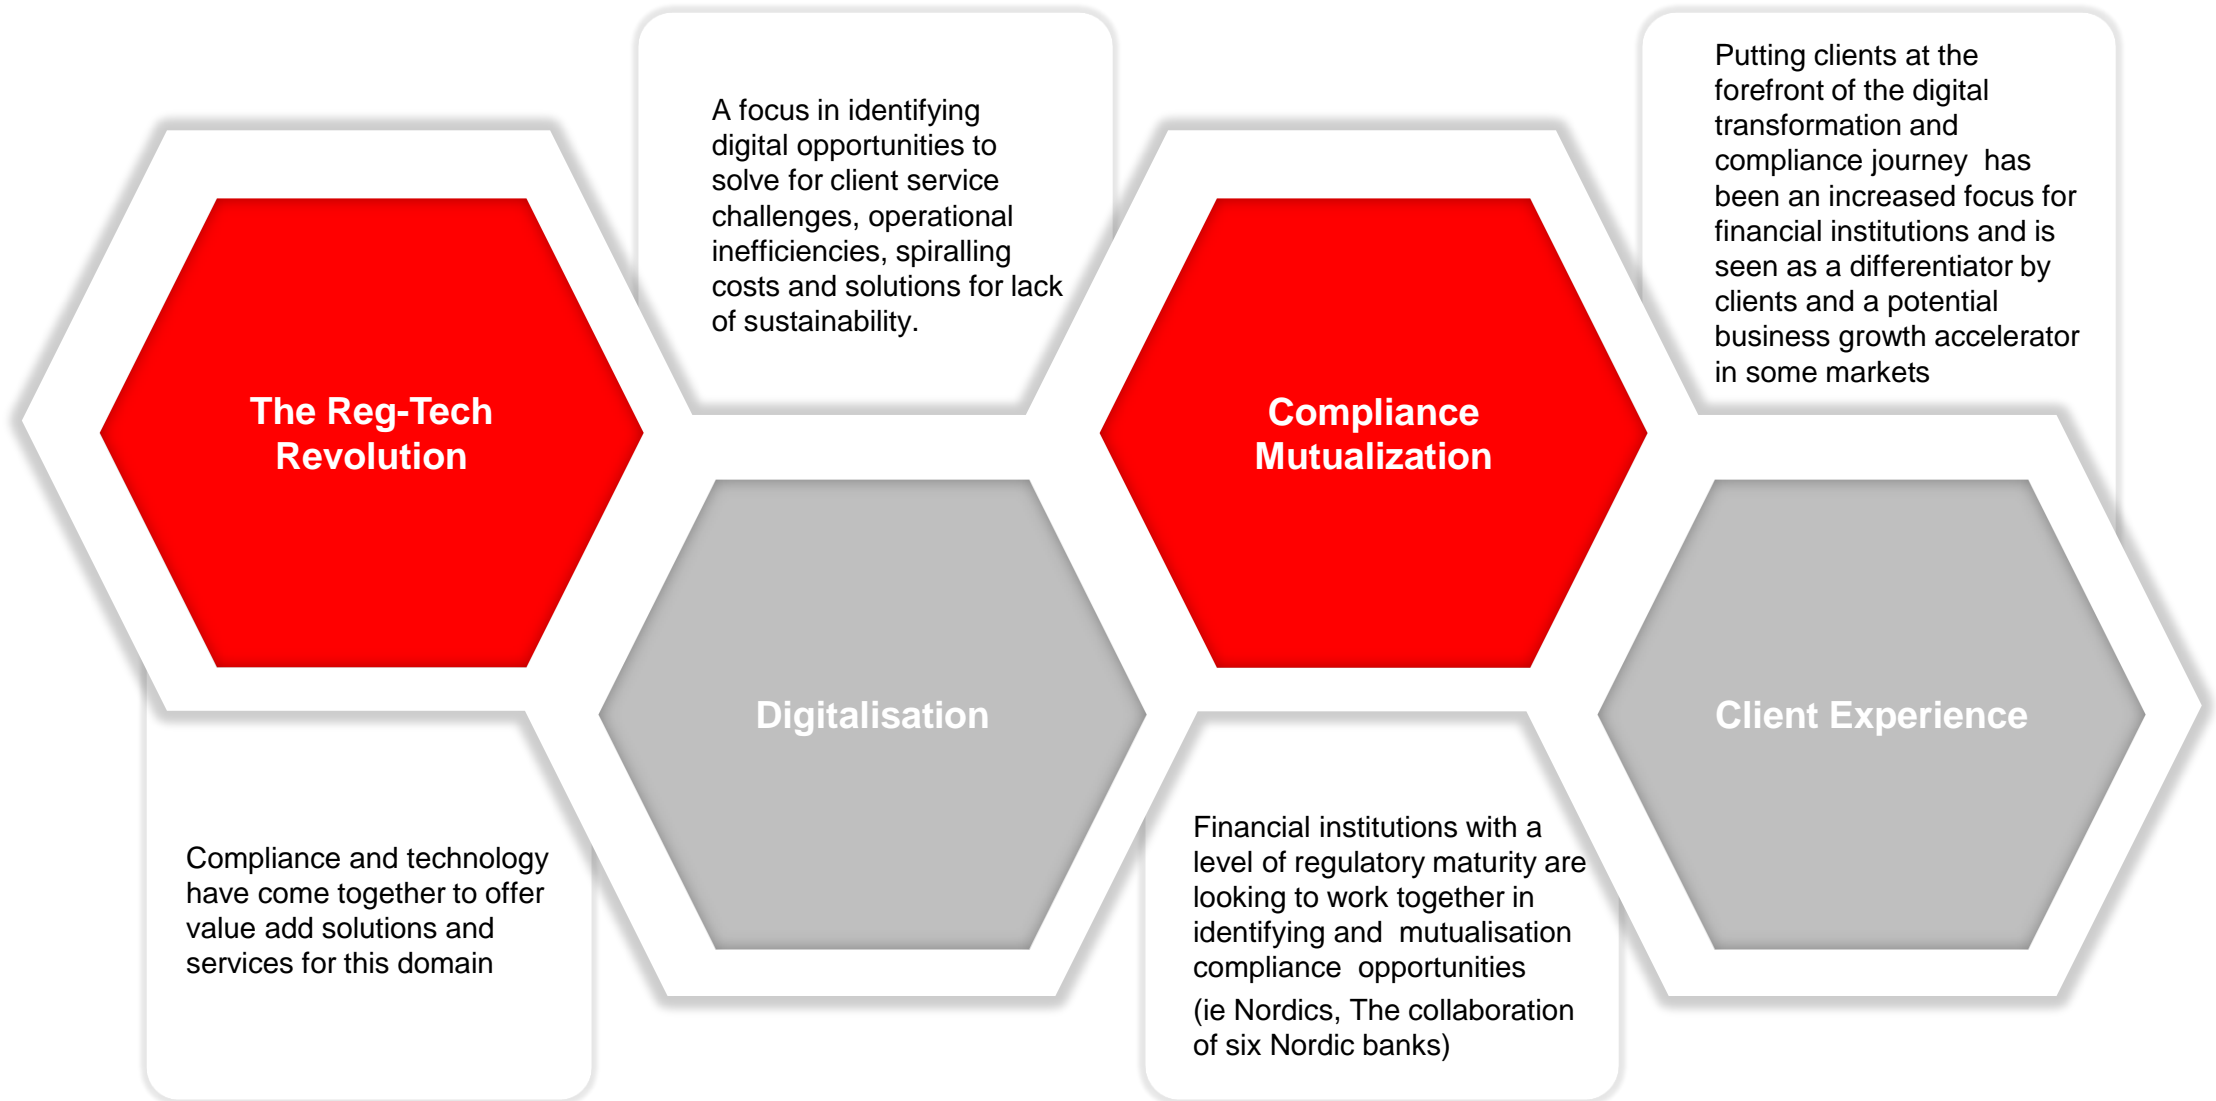 The Reg-Tech
Revolution
Compliance and technology
have come together to offer
value add solutions and
services for this domain
A focus in identifying
digital opportunities to
solve for client service
challenges, operational
inefficiencies, spiralling
costs and solutions for lack
of sustainability.
Digitalisation
Compliance
Mutualization
Financial institutions with a
level of regulatory maturity are
looking to work together in
identifying and  mutualisation
compliance  opportunities
(ie Nordics, The collaboration
of six Nordic banks)
Putting clients at the
forefront of the digital
transformation and
compliance journey  has
been an increased focus for
financial institutions and is
seen as a differentiator by
clients and a potential
business growth accelerator
in some markets
Client Experience